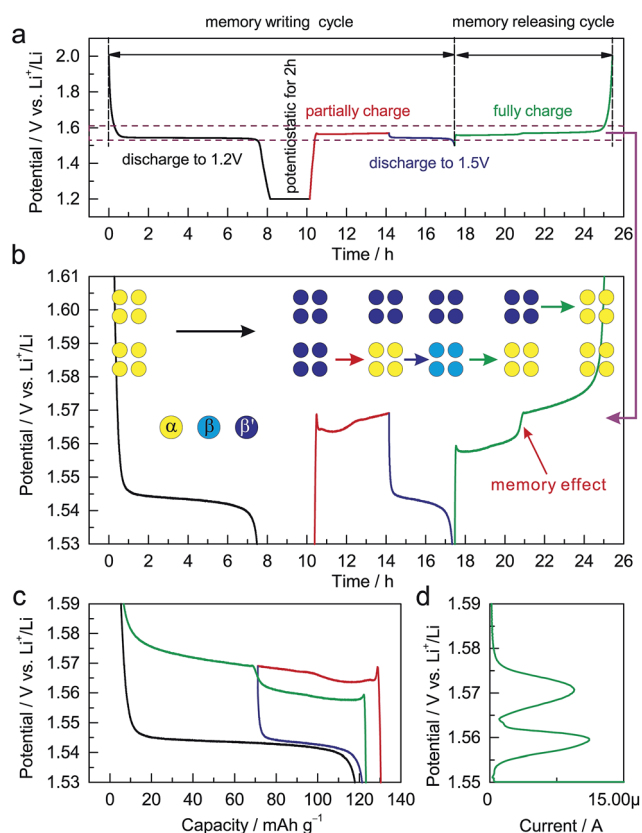 memory writing cycle
memory releasing cycle
a
Potential / V vs. Li⁺/Li
2.0
1.8
1.6
1.4
1.2
potentiostatic for 2h
partially charge
fully charge
discharge to 1.2V
discharge to 1.5V
0 2 4 6 8 10 12 14 16 18 20 22 24 26
Time / h
b
Potential / V vs. Li⁺/Li
1.61
1.60
1.59
1.58
1.57
1.56
1.55
1.54
1.53
α β β'
memory effect
0 2 4 6 8 10 12 14 16 18 20 22 24 26
Time / h
c
Potential / V vs. Li⁺/Li
1.59
1.58
1.57
1.56
1.55
1.54
1.53
0 20 40 60 80 100 120 140
Capacity / mAh g⁻¹
d
Potential / V vs. Li⁺/Li
1.59
1.58
1.57
1.56
1.55
0 15.00µ
Current / A